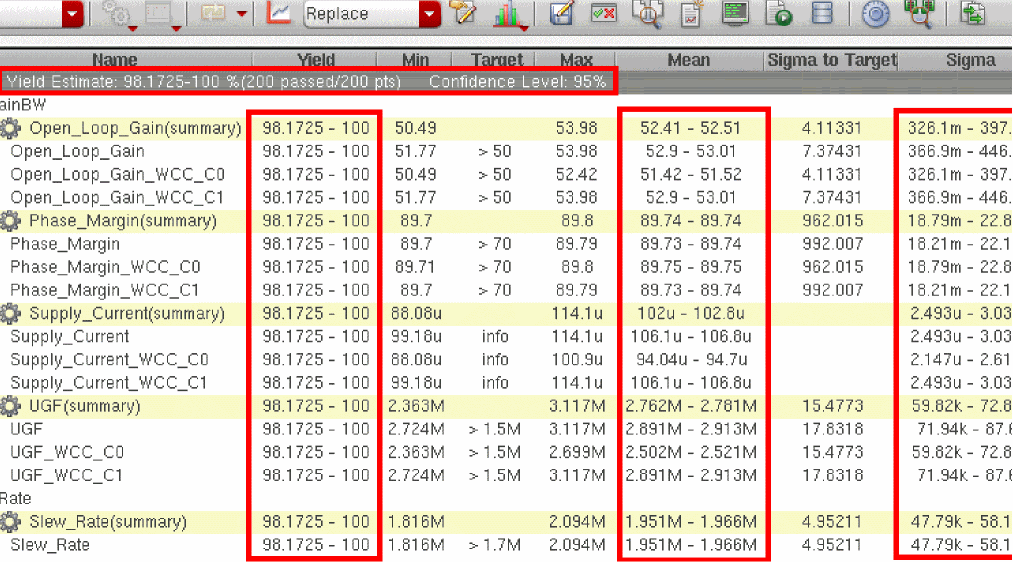 Replace
Name Yield Min Target Max Mean Sigma to Target Sigma
Yield Estimate: 98.1725-100 %(200 passed/200 pts) Confidence Level: 95%
ainBW
Open_Loop_Gain(summary) 98.1725 - 100 50.49 53.98 52.41 - 52.51 4.11331 326.1m - 397.
Open_Loop_Gain 98.1725 - 100 51.77 > 50 53.98 52.9 - 53.01 7.37431 366.9m - 446.
Open_Loop_Gain_WCC_C0 98.1725 - 100 50.49 > 50 52.42 51.42 - 51.52 4.11331 326.1m - 397.
Open_Loop_Gain_WCC_C1 98.1725 - 100 51.77 > 50 53.98 52.9 - 53.01 7.37431 366.9m - 446.
Phase_Margin(summary) 98.1725 - 100 89.7 89.8 89.74 - 89.74 962.015 18.79m - 22.8
Phase_Margin 98.1725 - 100 89.7 > 70 89.79 89.73 - 89.74 992.007 18.21m - 22.1
Phase_Margin_WCC_C0 98.1725 - 100 89.71 > 70 89.8 89.75 - 89.75 962.015 18.79m - 22.8
Phase_Margin_WCC_C1 98.1725 - 100 89.7 > 70 89.79 89.73 - 89.74 992.007 18.21m - 22.1
Supply_Current(summary) 98.1725 - 100 88.08u 114.1u 102u - 102.8u 2.493u - 3.03
Supply_Current 98.1725 - 100 99.18u info 114.1u 106.1u - 106.8u 2.493u - 3.03
Supply_Current_WCC_C0 98.1725 - 100 88.08u info 100.9u 94.04u - 94.7u 2.147u - 2.61
Supply_Current_WCC_C1 98.1725 - 100 99.18u info 114.1u 106.1u - 106.8u 2.493u - 3.03
UGF(summary) 98.1725 - 100 2.363M 3.117M 2.762M - 2.781M 15.4773 59.82k - 72.8
UGF 98.1725 - 100 2.724M > 1.5M 3.117M 2.891M - 2.913M 17.8318 71.94k - 87.6
UGF_WCC_C0 98.1725 - 100 2.363M > 1.5M 2.699M 2.502M - 2.521M 15.4773 59.82k - 72.8
UGF_WCC_C1 98.1725 - 100 2.724M > 1.5M 3.117M 2.891M - 2.913M 17.8318 71.94k - 87.6
Rate
Slew_Rate(summary) 98.1725 - 100 1.816M 2.094M 1.951M - 1.966M 4.95211 47.79k - 58.1
Slew_Rate 98.1725 - 100 1.816M > 1.7M 2.094M 1.951M - 1.966M 4.95211 47.79k - 58.1